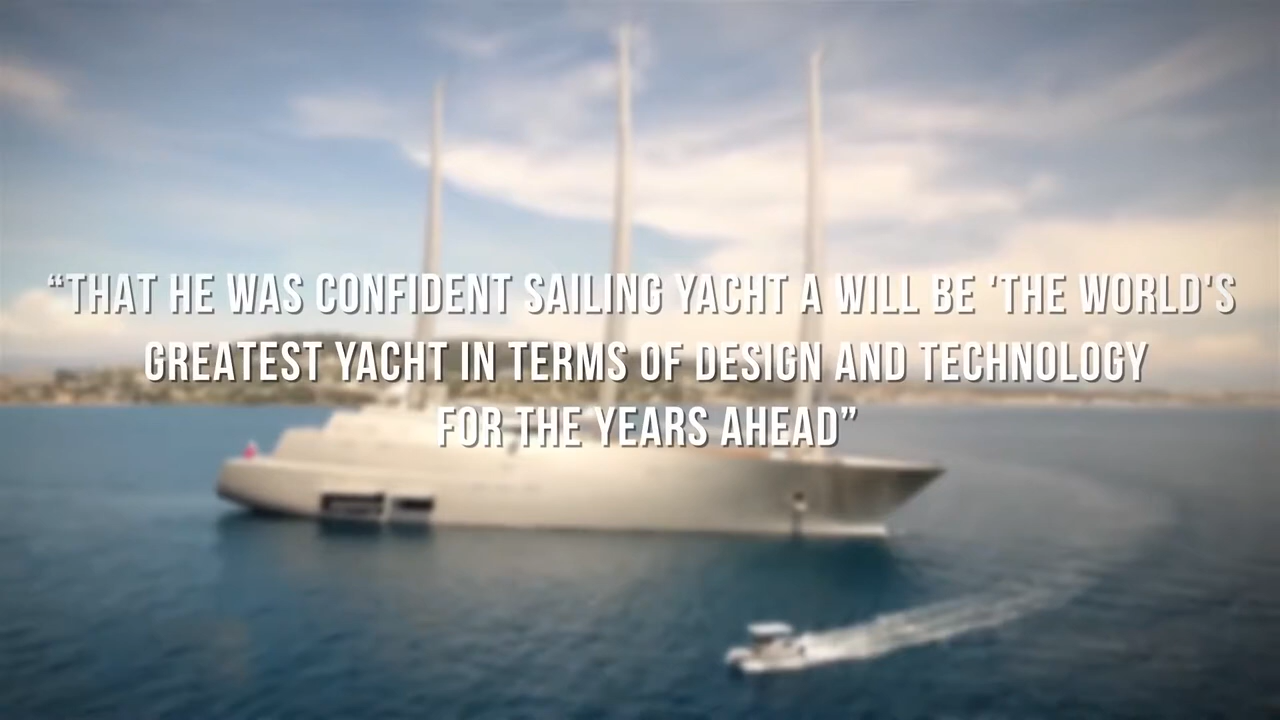 “THAT HE WAS CONFIDENT SAILING YACHT A WILL BE 'THE WORLD'S
GREATEST YACHT IN TERMS OF DESIGN AND TECHNOLOGY
FOR THE YEARS AHEAD”